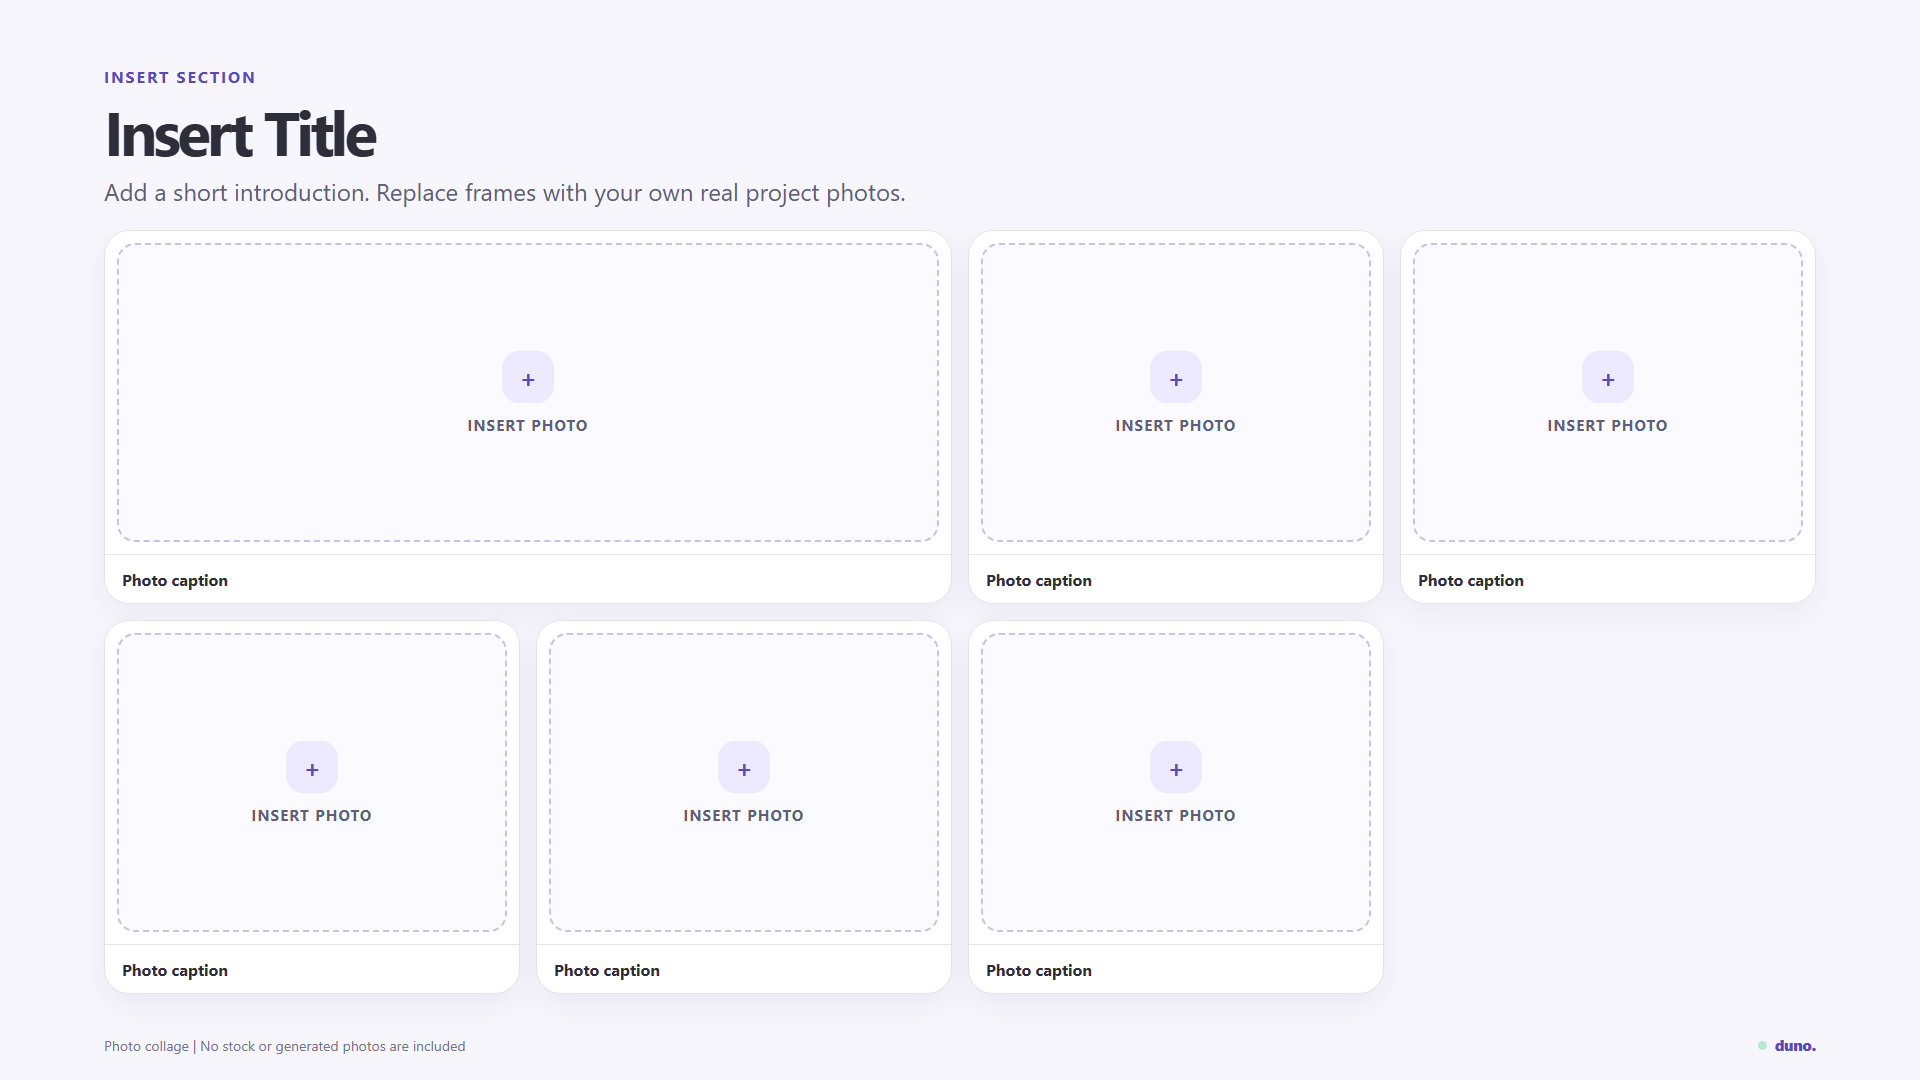 INSERT SECTION
Insert Title
Add a short introduction. Replace frames with your own real project photos.
+
INSERT PHOTO
Photo caption
+
INSERT PHOTO
Photo caption
+
INSERT PHOTO
Photo caption
+
INSERT PHOTO
Photo caption
+
INSERT PHOTO
Photo caption
+
INSERT PHOTO
Photo caption
Photo collage | No stock or generated photos are included
duno.